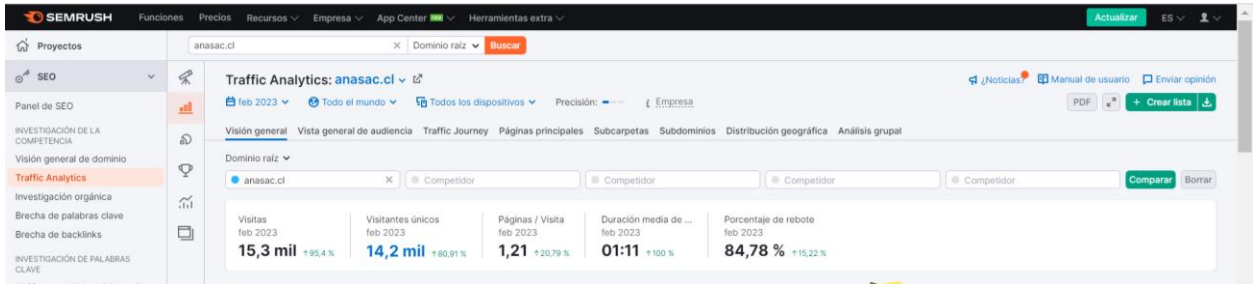 SEMRUSH Funciones Precios Recursos Empresa App Center Herramientas extra Actualizar ES
Proyectos anasac.cl Dominio raíz Buscar
SEO Traffic Analytics: anasac.cl ¿Noticias? Manual de usuario Enviar opinión
Panel de SEO feb 2023 Todo el mundo Todos los dispositivos Precisión: Empresa PDF + Crear lista
INVESTIGACIÓN DE LA COMPETENCIA Visión general Vista general de audiencia Traffic Journey Páginas principales Subcarpetas Subdominios Distribución geográfica Análisis grupal
Visión general de dominio Dominio raíz
Traffic Analytics anasac.cl Competidor Competidor Competidor Competidor Comparar Borrar
Investigación orgánica
Brecha de palabras clave Visitas Visitantes únicos Páginas / Visita Duración media de ... Porcentaje de rebote
feb 2023 feb 2023 feb 2023 feb 2023 feb 2023
Brecha de backlinks 15,3 mil ↑95,4 % 14,2 mil ↑80,91 % 1,21 ↑20,79 % 01:11 ↑100 % 84,78 % ↑15,22 %
INVESTIGACIÓN DE PALABRAS
CLAVE